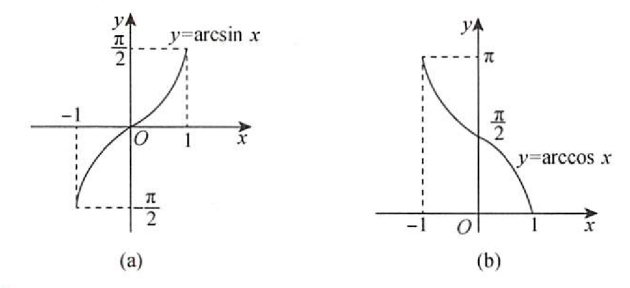 y
π/2
y=arcsin x
-1
O
1
x
-π/2
(a)
y
π
π/2
y=arccos x
-1
O
1
x
(b)